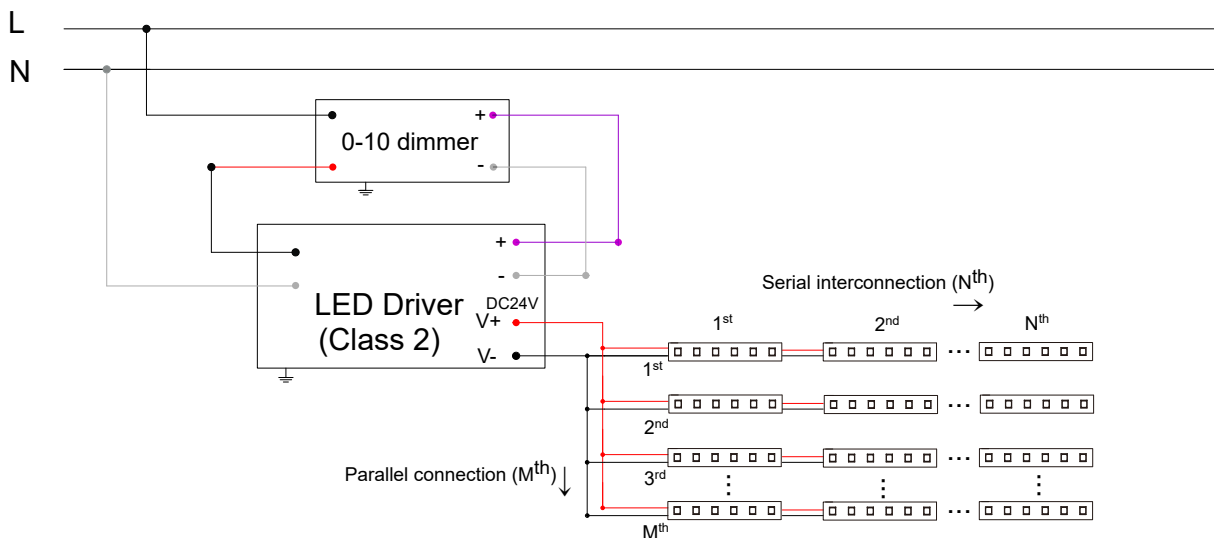 L
N
+
0-10 dimmer
-
+
-
LED Driver
(Class 2)
DC24V
V+
V-
Serial interconnection (Nth)
1st
2nd
Nth
1st
...
2nd
...
Parallel connection (Mth)
3rd
...
Mth
...